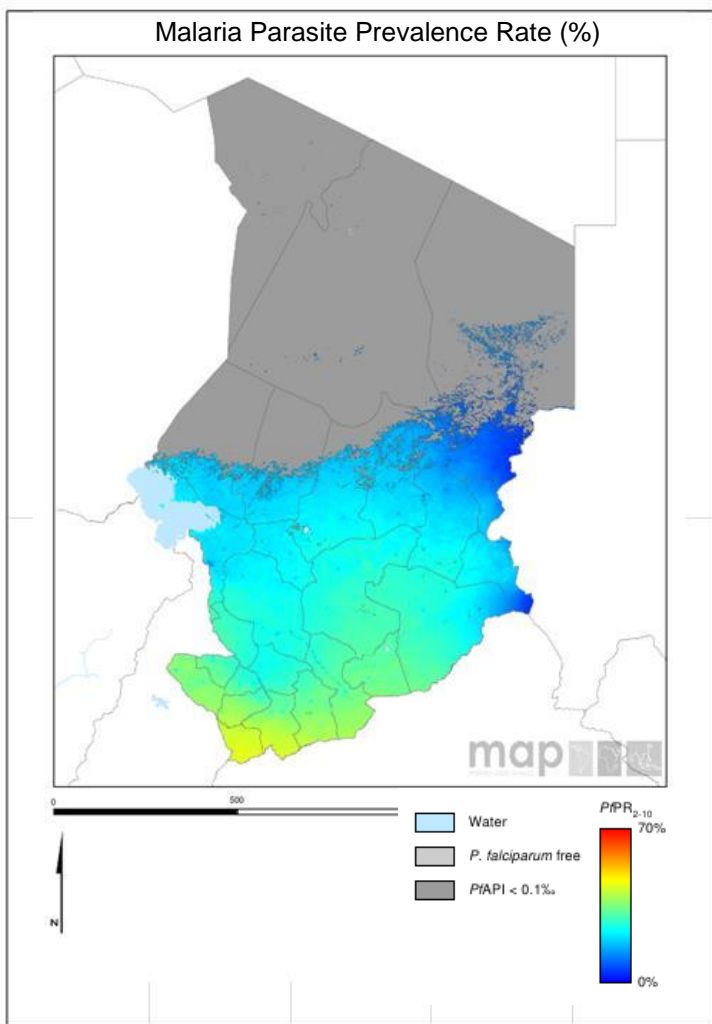 Malaria Parasite Prevalence Rate (%)
map
0 500
Water
P. falciparum free
PfAPI < 0.1‰
PfPR2-10
70%
0%
N